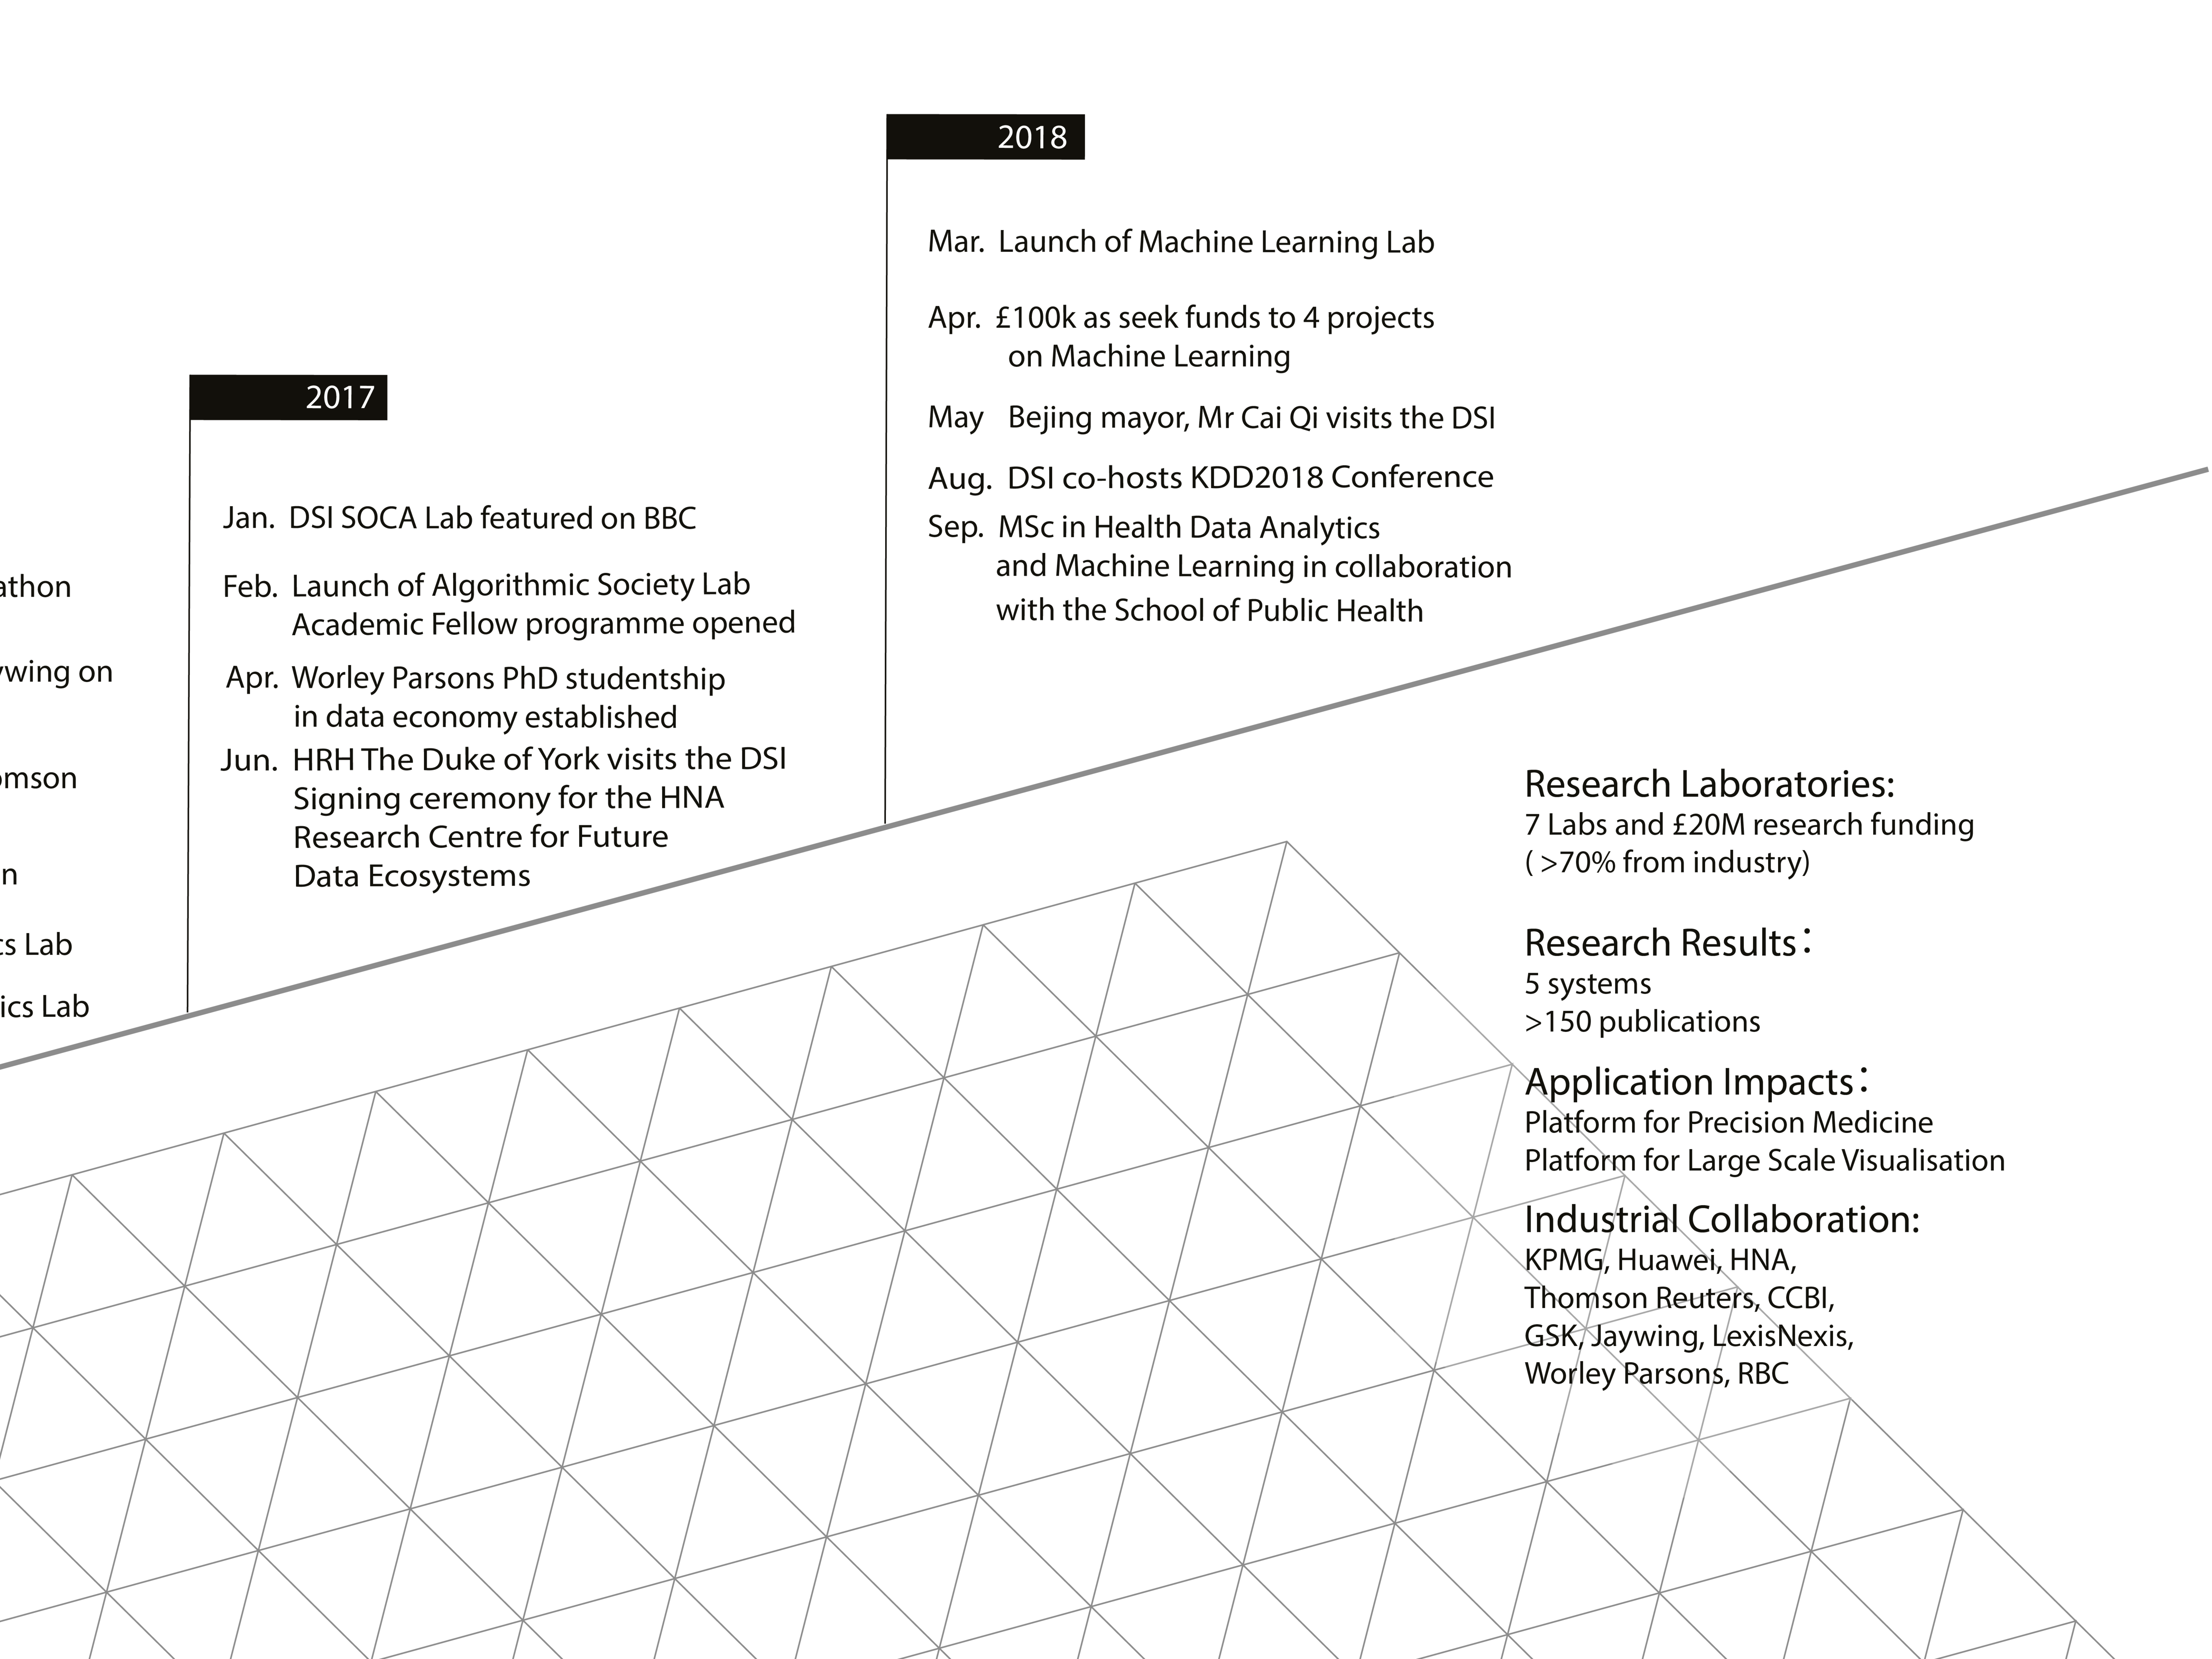 athon
wing on
omson
n
cs Lab
ics Lab
2017
Jan. DSI SOCA Lab featured on BBC
Feb. Launch of Algorithmic Society Lab
Academic Fellow programme opened
Apr. Worley Parsons PhD studentship
in data economy established
Jun. HRH The Duke of York visits the DSI
Signing ceremony for the HNA
Research Centre for Future
Data Ecosystems
2018
Mar. Launch of Machine Learning Lab
Apr. £100k as seek funds to 4 projects
on Machine Learning
May Bejing mayor, Mr Cai Qi visits the DSI
Aug. DSI co-hosts KDD2018 Conference
Sep. MSc in Health Data Analytics
and Machine Learning in collaboration
with the School of Public Health
Research Laboratories:
7 Labs and £20M research funding
( >70% from industry)
Research Results：
5 systems
>150 publications
Application Impacts：
Platform for Precision Medicine
Platform for Large Scale Visualisation
Industrial Collaboration:
KPMG, Huawei, HNA,
Thomson Reuters, CCBI,
GSK, Jaywing, LexisNexis,
Worley Parsons, RBC